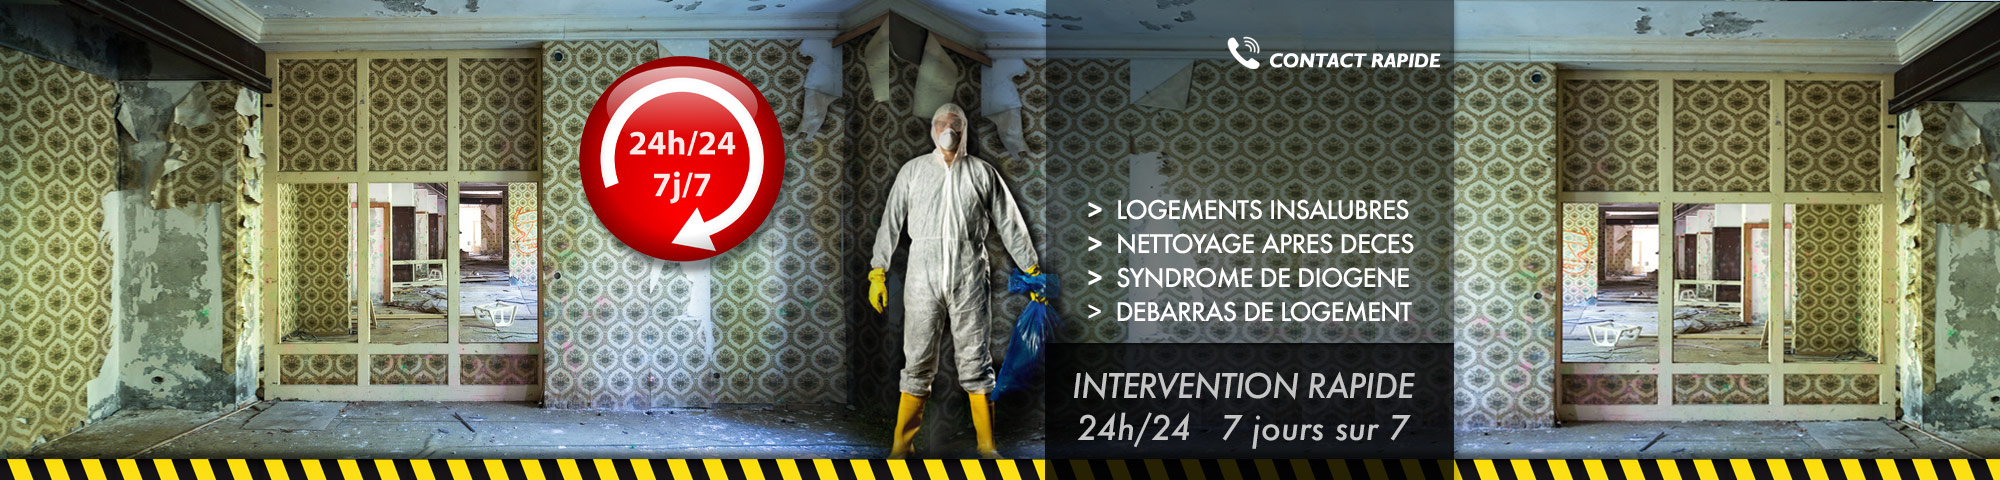 24h/24
7j/7
CONTACT RAPIDE
> LOGEMENTS INSALUBRES
> NETTOYAGE APRES DECES
> SYNDROME DE DIOGENE
> DEBARRAS DE LOGEMENT
INTERVENTION RAPIDE
24h/24 7 jours sur 7